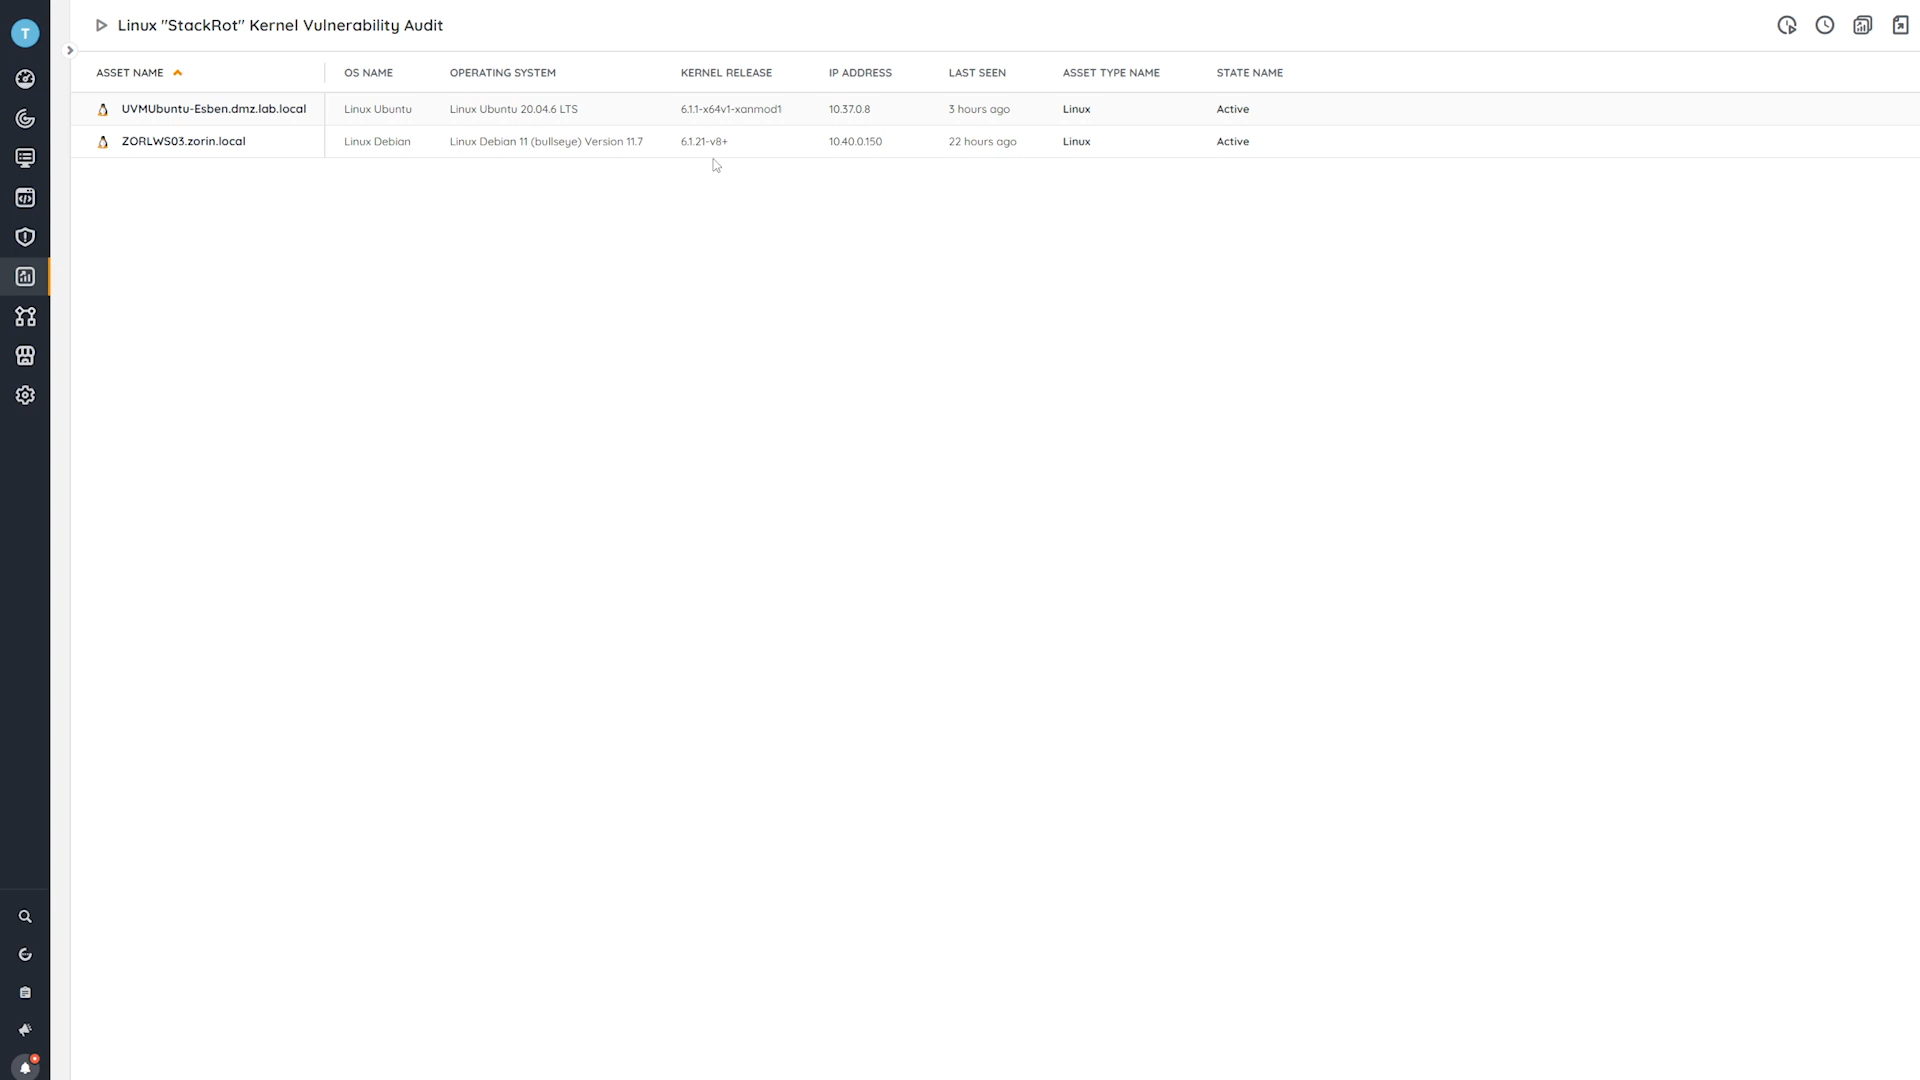 T
Linux "StackRot" Kernel Vulnerability Audit
ASSET NAME OS NAME OPERATING SYSTEM KERNEL RELEASE IP ADDRESS LAST SEEN ASSET TYPE NAME STATE NAME
UVMUbuntu-Esben.dmz.lab.local Linux Ubuntu Linux Ubuntu 20.04.6 LTS 6.1.1-x64v1-xanmod1 10.37.0.8 3 hours ago Linux Active
ZORLWS03.zorin.local Linux Debian Linux Debian 11 (bullseye) Version 11.7 6.1.21-v8+ 10.40.0.150 22 hours ago Linux Active